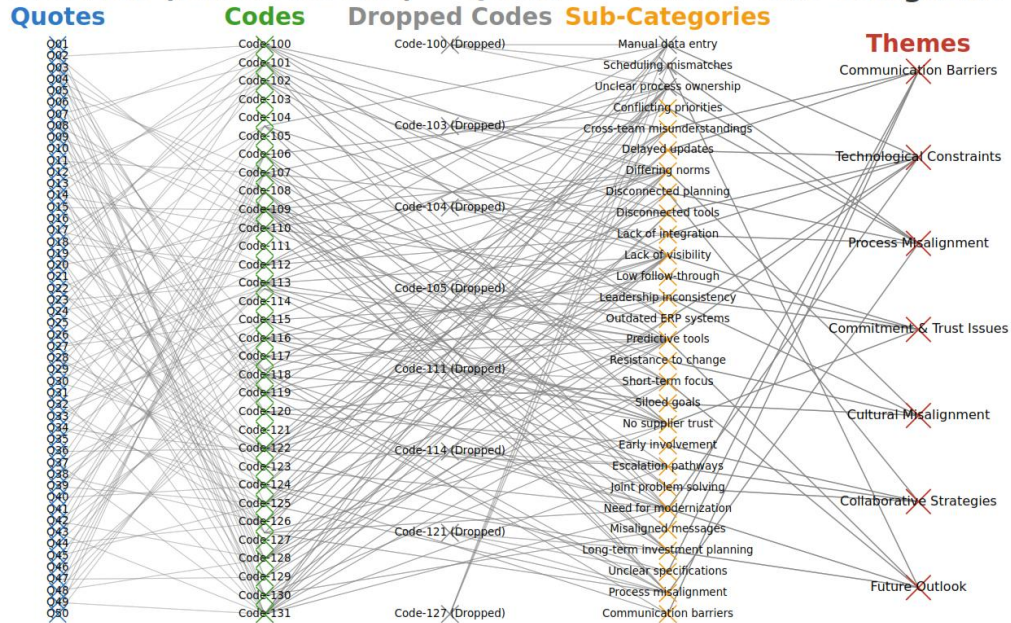 Quotes
Codes
Dropped Codes
Sub-Categories
Themes
Q01
Q02
Q03
Q04
Q05
Q06
Q07
Q08
Q09
Q10
Q11
Q12
Q13
Q14
Q15
Q16
Q17
Q18
Q19
Q20
Q21
Q22
Q23
Q24
Q25
Q26
Q27
Q28
Q29
Q30
Q31
Q32
Q33
Q34
Q35
Q36
Q37
Q38
Q39
Q40
Q41
Q42
Q43
Q44
Q45
Q46
Q47
Q48
Q49
Q50
Code-100
Code-101
Code-102
Code-103
Code-104
Code-105
Code-106
Code-107
Code-108
Code-109
Code-110
Code-111
Code-112
Code-113
Code-114
Code-115
Code-116
Code-117
Code-118
Code-119
Code-120
Code-121
Code-122
Code-123
Code-124
Code-125
Code-126
Code-127
Code-128
Code-129
Code-130
Code-131
Code-100 (Dropped)
Code-103 (Dropped)
Code-104 (Dropped)
Code-105 (Dropped)
Code-111 (Dropped)
Code-114 (Dropped)
Code-121 (Dropped)
Code-127 (Dropped)
Manual data entry
Scheduling mismatches
Unclear process ownership
Conflicting priorities
Cross-team misunderstandings
Delayed updates
Differing norms
Disconnected planning
Disconnected tools
Lack of integration
Lack of visibility
Low follow-through
Leadership inconsistency
Outdated ERP systems
Predictive tools
Resistance to change
Short-term focus
Siloed goals
No supplier trust
Early involvement
Escalation pathways
Joint problem solving
Need for modernization
Misaligned messages
Long-term investment planning
Unclear specifications
Process misalignment
Communication barriers
Communication Barriers
Technological Constraints
Process Misalignment
Commitment & Trust Issues
Cultural Misalignment
Collaborative Strategies
Future Outlook